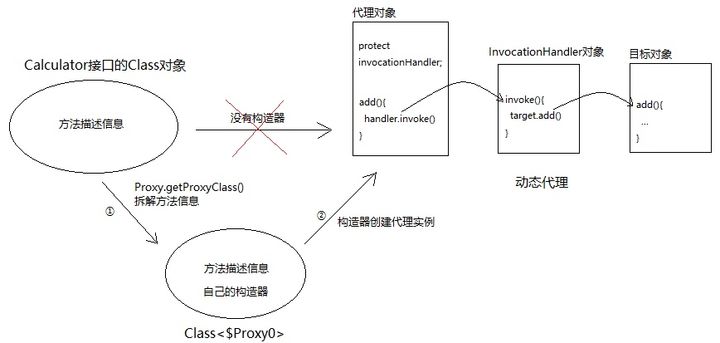 代理对象
Calculator接口的Class对象
方法描述信息
没有构造器
protect
invocationHandler;
add(){
handler.invoke()
}
InvocationHandler对象
invoke(){
target.add()
}
目标对象
add(){
...
}
动态代理
Proxy.getProxyClass()
拆解方法信息
①
②
构造器创建代理实例
方法描述信息
自己的构造器
Class<$Proxy0>